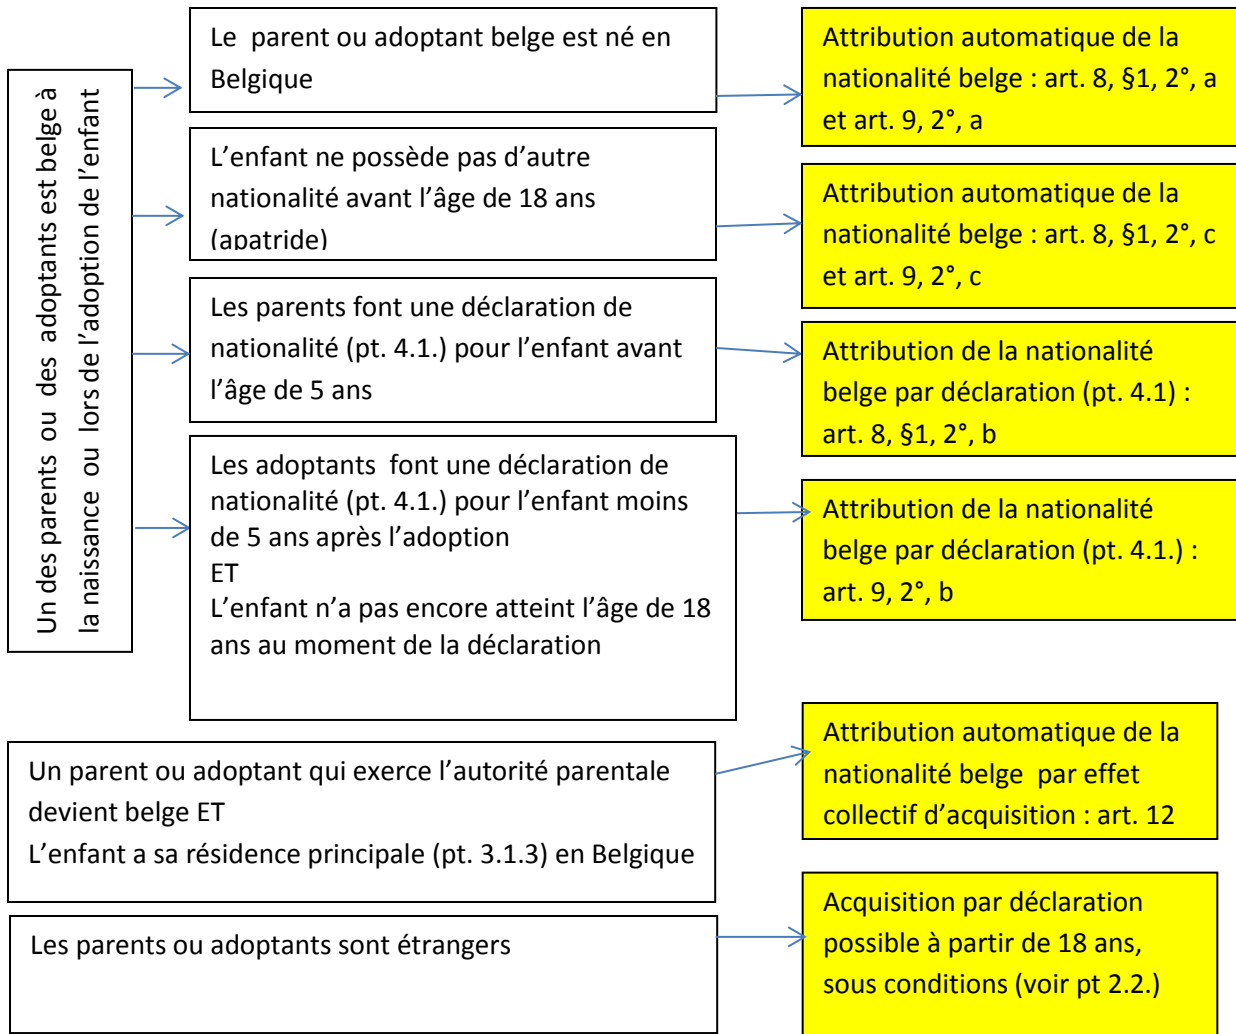 Un des parents ou des adoptants est belge à
la naissance ou lors de l'adoption de l'enfant
Le parent ou adoptant belge est né en
Belgique
Attribution automatique de la
nationalité belge : art. 8, §1, 2°, a
et art. 9, 2°, a
L'enfant ne possède pas d'autre
nationalité avant l'âge de 18 ans
(apatride)
Attribution automatique de la
nationalité belge : art. 8, §1, 2°, c
et art. 9, 2°, c
Les parents font une déclaration de
nationalité (pt. 4.1.) pour l'enfant avant
l'âge de 5 ans
Attribution de la nationalité
belge par déclaration (pt. 4.1) :
art. 8, §1, 2°, b
Les adoptants font une déclaration de
nationalité (pt. 4.1.) pour l'enfant moins
de 5 ans après l'adoption
ET
L'enfant n'a pas encore atteint l'âge de 18
ans au moment de la déclaration
Attribution de la nationalité
belge par déclaration (pt. 4.1.) :
art. 9, 2°, b
Un parent ou adoptant qui exerce l'autorité parentale
devient belge ET
L'enfant a sa résidence principale (pt. 3.1.3) en Belgique
Attribution automatique de la
nationalité belge par effet
collectif d'acquisition : art. 12
Les parents ou adoptants sont étrangers
Acquisition par déclaration
possible à partir de 18 ans,
sous conditions (voir pt 2.2.)